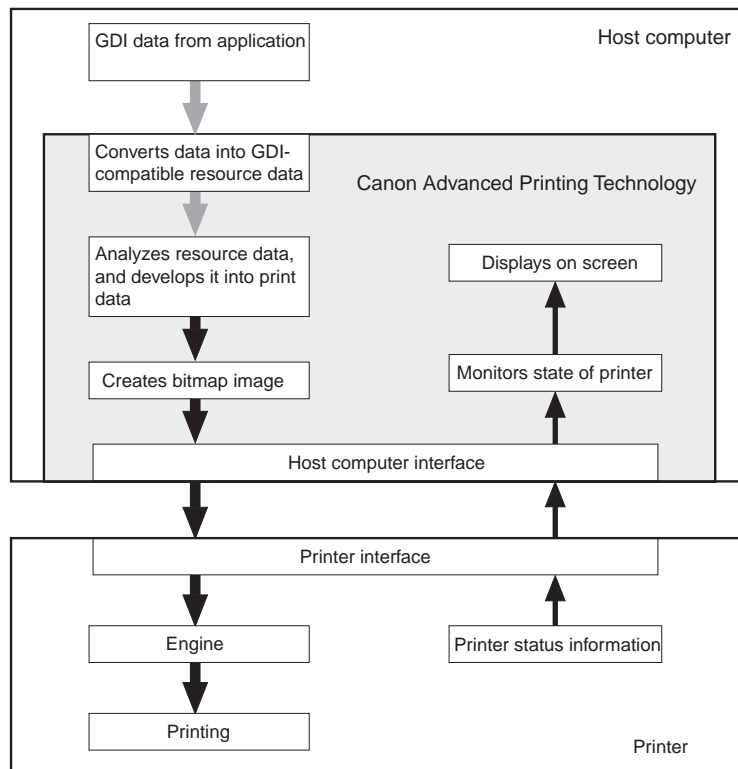 GDI data from application
Host computer
Converts data into GDI-
compatible resource data
Canon Advanced Printing Technology
Analyzes resource data,
and develops it into print
data
Displays on screen
Creates bitmap image
Monitors state of printer
Host computer interface
Printer interface
Engine
Printer status information
Printing
Printer